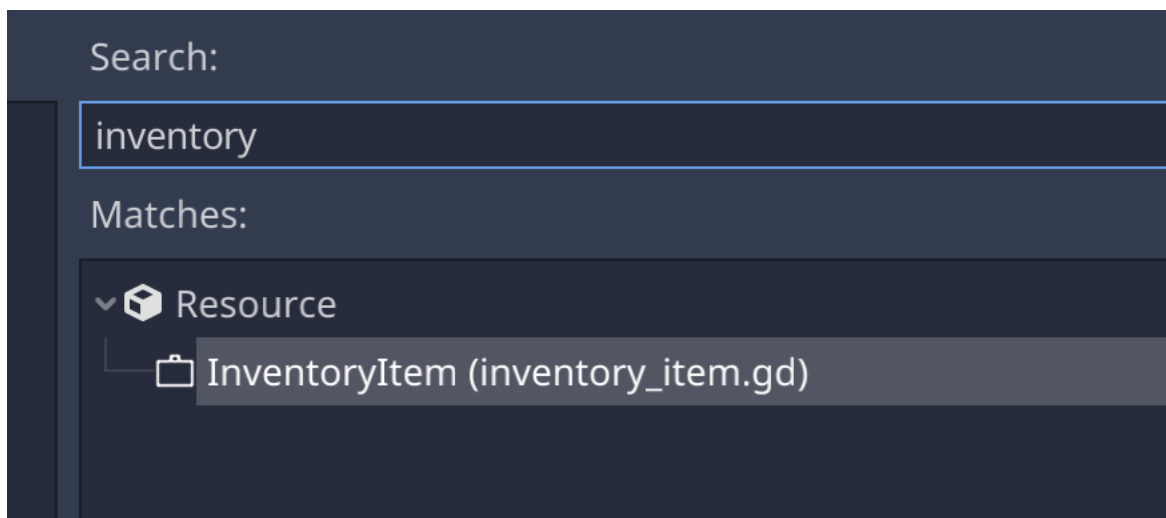 Search:
inventory
Matches:
Resource
InventoryItem (inventory_item.gd)